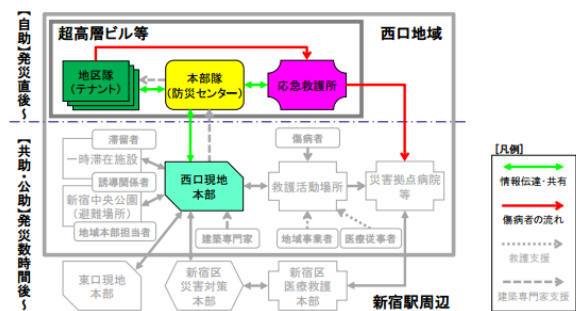 【自助】発災直後～
【共助・公助】発災数時間後～
超高層ビル等
西口地域
地区隊
(テナント)
本部隊
(防災センター)
応急救護所
滞留者
一時滞在施設
誘導関係者
新宿中央公園
(避難場所)
地域本部担当者
西口現地
本部
建築専門家
傷病者
救護活動場所
地域事業者
医療従事者
災害拠点病院
等
東口現地
本部
新宿区
災害対策
本部
新宿区
医療救護
本部
新宿駅周辺
[凡例]
情報伝達・共有
傷病者の流れ
救護支援
建築専門家支援